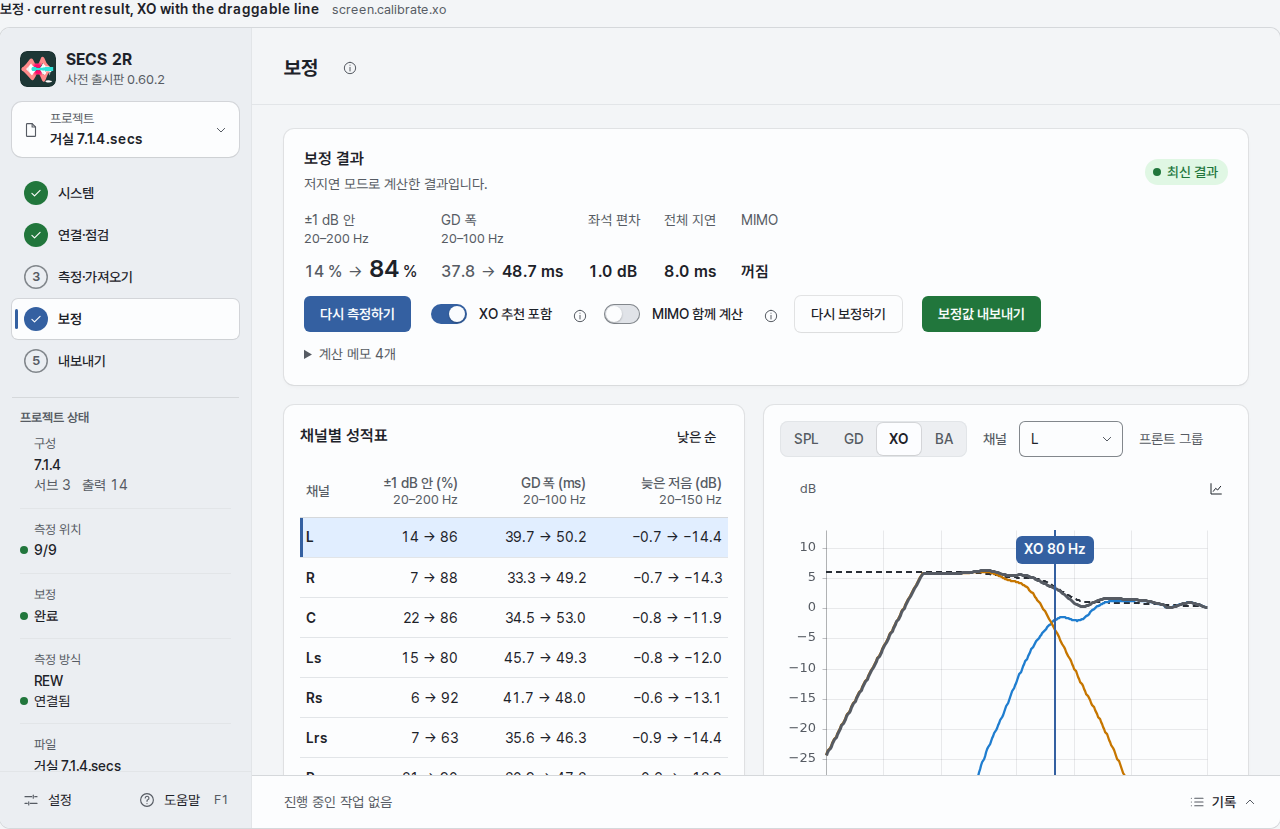 보정 · current result, XO with the draggable line screen.calibrate.xo
SECS 2R
사전 출시판 0.60.2
프로젝트
거실 7.1.4.secs
시스템
연결·점검
3 측정·가져오기
보정
5 내보내기
프로젝트 상태
구성
7.1.4
서브 3 출력 14
측정 위치
9/9
보정
완료
측정 방식
REW
연결됨
파일
거실 7.1.4.secs
설정 도움말 F1
보정
보정 결과
저지연 모드로 계산한 결과입니다.
최신 결과
±1 dB 안 GD 폭 좌석 편차 전체 지연 MIMO
20–200 Hz 20–100 Hz
14 % → 84 % 37.8 → 48.7 ms 1.0 dB 8.0 ms 꺼짐
다시 측정하기 XO 추천 포함 MIMO 함께 계산 다시 보정하기 보정값 내보내기
▶ 계산 메모 4개
채널별 성적표 낮은 순
채널 ±1 dB 안 (%) GD 폭 (ms) 늦은 저음 (dB)
20–200 Hz 20–100 Hz 20–150 Hz
L 14 → 86 39.7 → 50.2 −0.7 → −14.4
R 7 → 88 33.3 → 49.2 −0.7 → −14.3
C 22 → 86 34.5 → 53.0 −0.8 → −11.9
Ls 15 → 80 45.7 → 49.3 −0.8 → −12.0
Rs 6 → 92 41.7 → 48.0 −0.6 → −13.1
Lrs 7 → 63 35.6 → 46.3 −0.9 → −14.4
SPL GD XO BA 채널 L 프론트 그룹
dB
XO 80 Hz
10
5
0
−5
−10
−15
−20
−25
진행 중인 작업 없음 기록